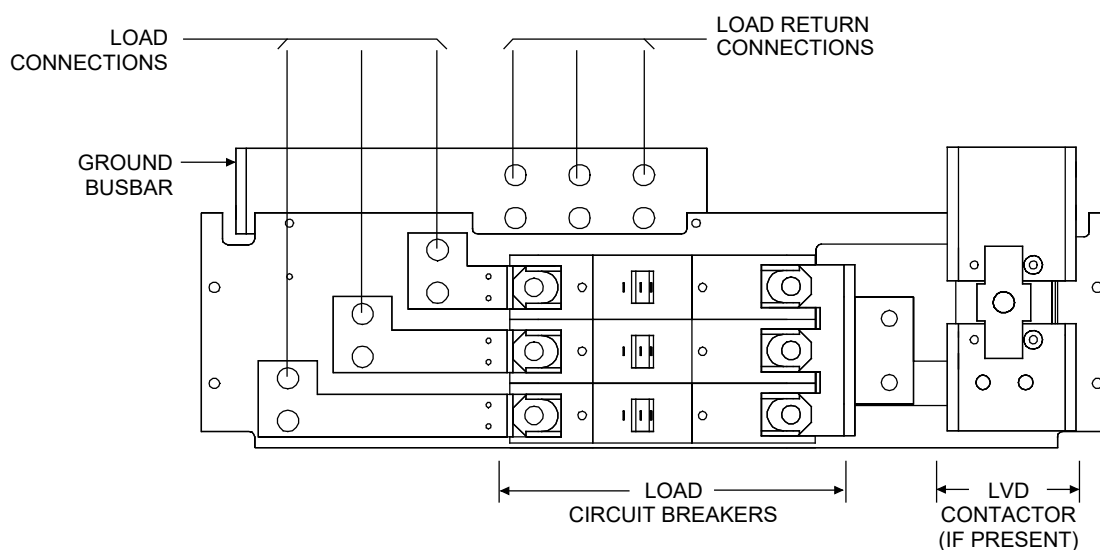 LOAD
CONNECTIONS
LOAD RETURN
CONNECTIONS
GROUND
BUSBAR
LOAD
CIRCUIT BREAKERS
LVD
CONTACTOR
(IF PRESENT)